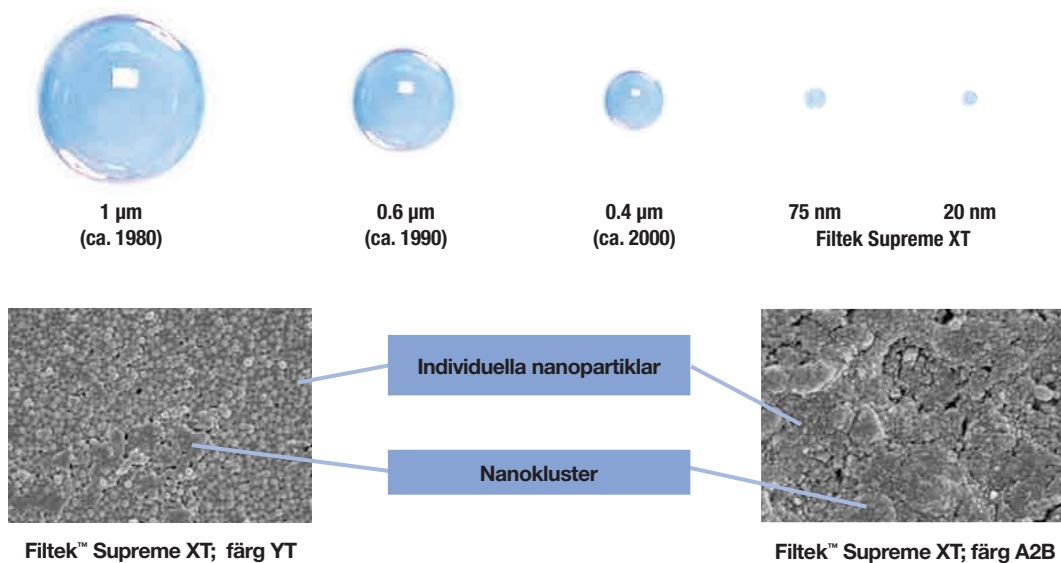 1 µm
(ca. 1980)
0.6 µm
(ca. 1990)
0.4 µm
(ca. 2000)
75 nm
20 nm
Filtek Supreme XT
Individuella nanopartiklar
Nanokluster
Filtek™ Supreme XT; färg YT
Filtek™ Supreme XT; färg A2B